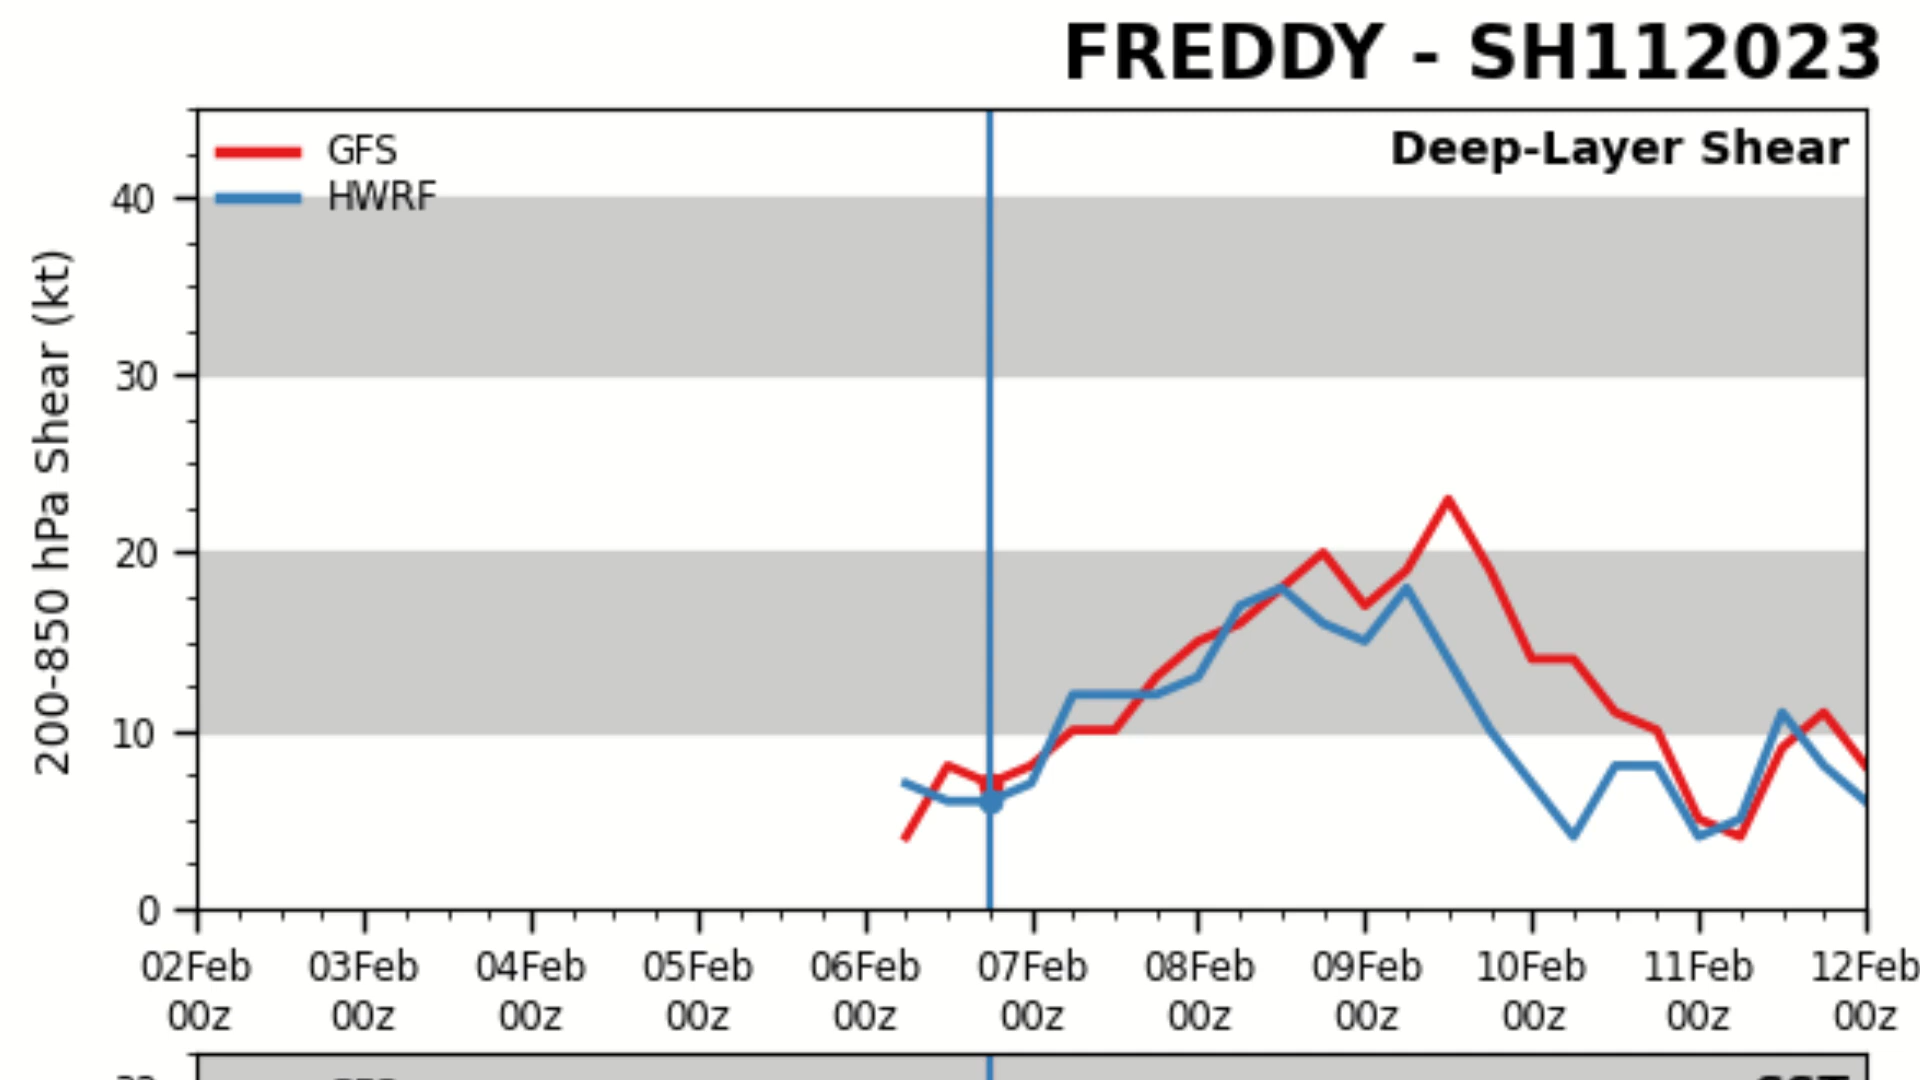 FREDDY - SH112023
GFS
HWRF
Deep-Layer Shear
200-850 hPa Shear (kt)
40
30
20
10
0
02Feb 03Feb 04Feb 05Feb 06Feb 07Feb 08Feb 09Feb 10Feb 11Feb 12Feb
00z 00z 00z 00z 00z 00z 00z 00z 00z 00z 00z